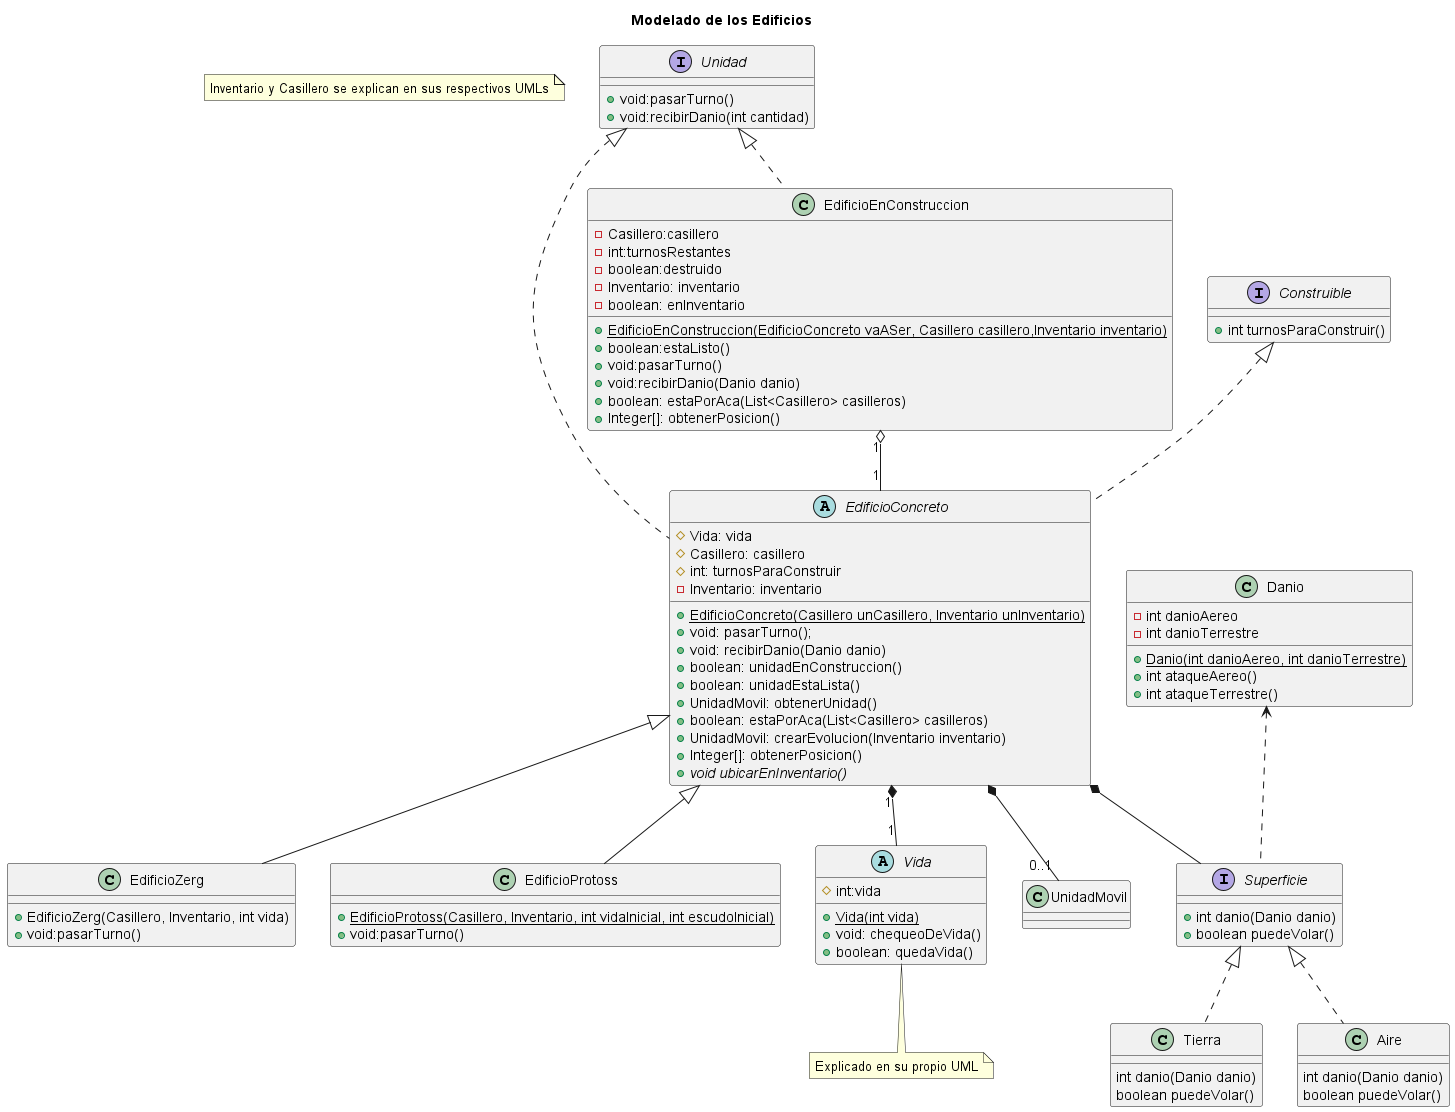 Modelado de los Edificios
Inventario y Casillero se explican en sus respectivos UMLs
I Unidad
void:pasarTurno()
void:recibirDanio(int cantidad)
C EdificioEnConstruccion
Casillero:casillero
int:turnosRestantes
boolean:destruido
Inventario: inventario
boolean: enInventario
EdificioEnConstruccion(EdificioConcreto vaASer, Casillero casillero,Inventario inventario)
boolean:estaListo()
void:pasarTurno()
void:recibirDanio(Danio danio)
boolean: estaPorAca(List<Casillero> casilleros)
Integer[]: obtenerPosicion()
I Construible
int turnosParaConstruir()
1
1
A EdificioConcreto
Vida: vida
Casillero: casillero
int: turnosParaConstruir
Inventario: inventario
EdificioConcreto(Casillero unCasillero, Inventario unInventario)
void: pasarTurno();
void: recibirDanio(Danio danio)
boolean: unidadEnConstruccion()
boolean: unidadEstaLista()
UnidadMovil: obtenerUnidad()
boolean: estaPorAca(List<Casillero> casilleros)
UnidadMovil: crearEvolucion(Inventario inventario)
Integer[]: obtenerPosicion()
void ubicarEnInventario()
C Danio
int danioAereo
int danioTerrestre
Danio(int danioAereo, int danioTerrestre)
int ataqueAereo()
int ataqueTerrestre()
1
1
0..1
C EdificioZerg
EdificioZerg(Casillero, Inventario, int vida)
void:pasarTurno()
C EdificioProtoss
EdificioProtoss(Casillero, Inventario, int vidaInicial, int escudoInicial)
void:pasarTurno()
A Vida
int:vida
Vida(int vida)
void: chequeoDeVida()
boolean: quedaVida()
C UnidadMovil
I Superficie
int danio(Danio danio)
boolean puedeVolar()
Explicado en su propio UML
C Tierra
int danio(Danio danio)
boolean puedeVolar()
C Aire
int danio(Danio danio)
boolean puedeVolar()